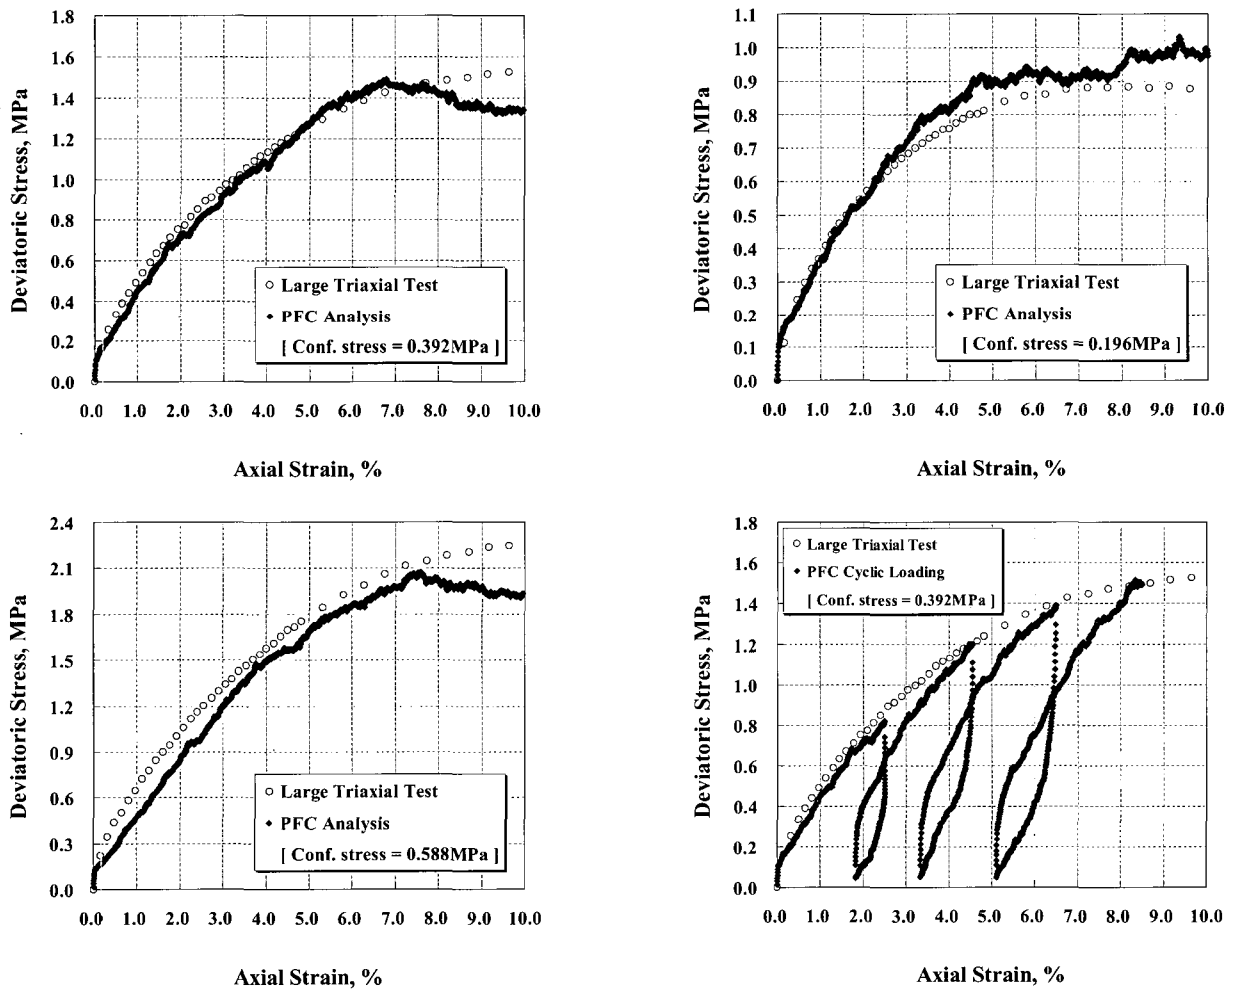 1.8
1.6
1.4
1.2
1.0
0.8
0.6
0.4
0.2
0.0
Deviatoric Stress, MPa
Large Triaxial Test
PFC Analysis
[ Conf. stress = 0.392MPa ]
0.0 1.0 2.0 3.0 4.0 5.0 6.0 7.0 8.0 9.0 10.0
Axial Strain, %
1.1
1.0
0.9
0.8
0.7
0.6
0.5
0.4
0.3
0.2
0.1
0.0
Deviatoric Stress, MPa
Large Triaxial Test
PFC Analysis
[ Conf. stress = 0.196MPa ]
0.0 1.0 2.0 3.0 4.0 5.0 6.0 7.0 8.0 9.0 10.0
Axial Strain, %
2.4
2.1
1.8
1.5
1.2
0.9
0.6
0.3
0.0
Deviatoric Stress, MPa
Large Triaxial Test
PFC Analysis
[ Conf. stress = 0.588MPa ]
0.0 1.0 2.0 3.0 4.0 5.0 6.0 7.0 8.0 9.0 10.0
Axial Strain, %
1.8
1.6
1.4
1.2
1.0
0.8
0.6
0.4
0.2
0.0
Deviatoric Stress, MPa
Large Triaxial Test
PFC Cyclic Loading
[ Conf. stress = 0.392MPa ]
0.0 1.0 2.0 3.0 4.0 5.0 6.0 7.0 8.0 9.0 10.0
Axial Strain, %